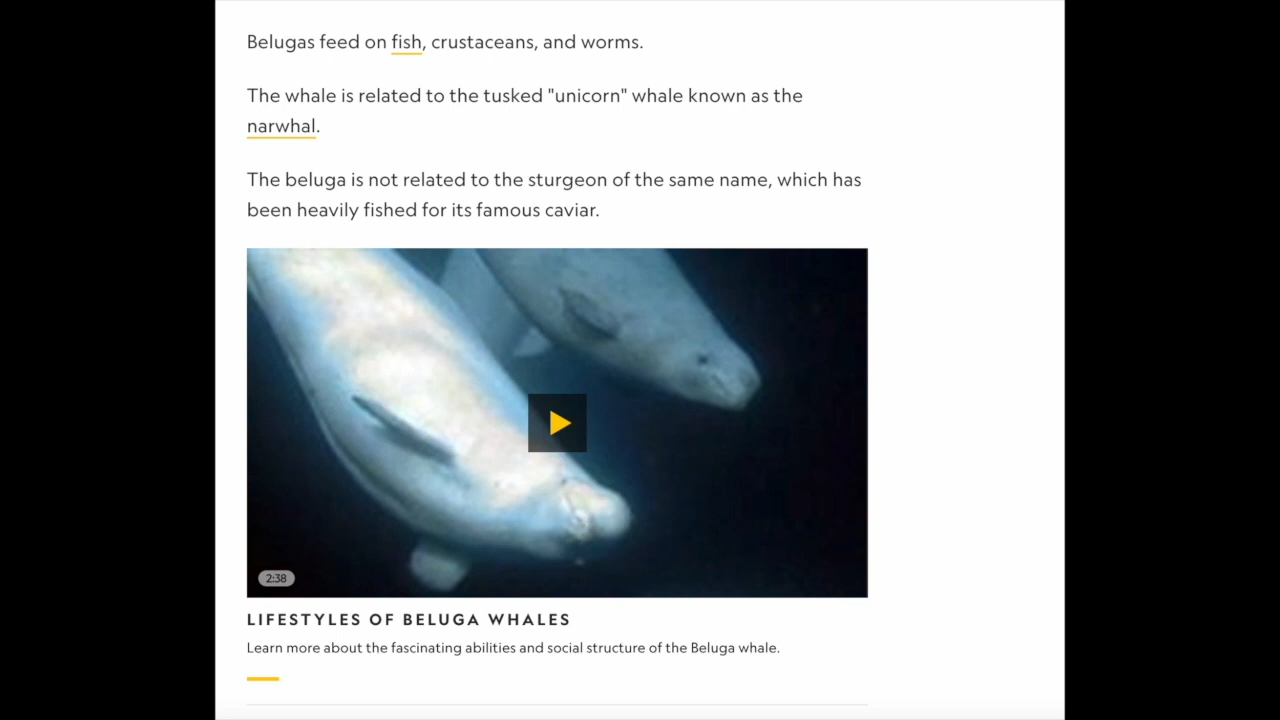 Belugas feed on fish, crustaceans, and worms.
The whale is related to the tusked "unicorn" whale known as the
narwhal.
The beluga is not related to the sturgeon of the same name, which has
been heavily fished for its famous caviar.
2:38
LIFESTYLES OF BELUGA WHALES
Learn more about the fascinating abilities and social structure of the Beluga whale.